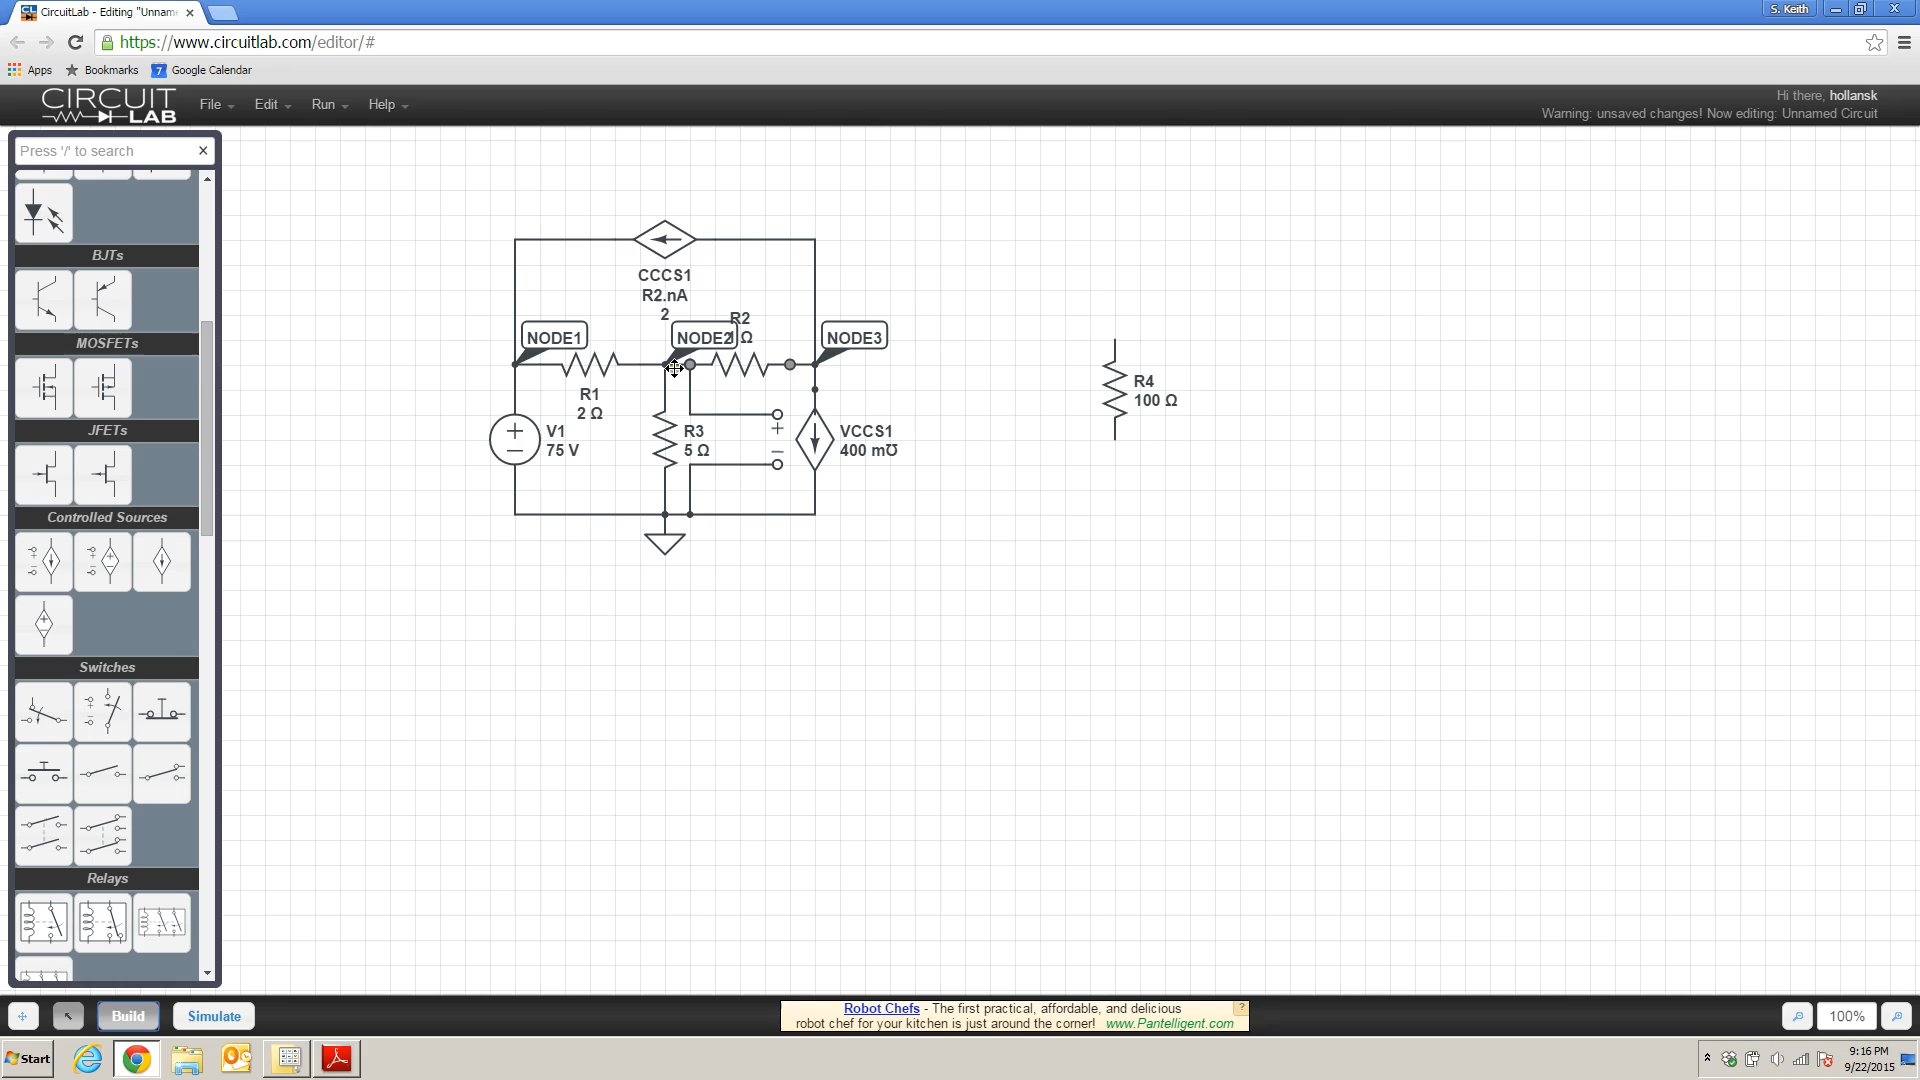 CircuitLab - Editing "Unnam
S. Keith
https://www.circuitlab.com/editor/#
Apps
Bookmarks
7
Google Calendar
CIRCUIT
LAB
File
Edit
Run
Help
Hi there, hollansk
Warning: unsaved changes! Now editing: Unnamed Circuit
Press '/' to search
BJTs
MOSFETs
JFETs
Controlled Sources
Switches
Relays
CCCS1
R2.nA
2
R2
Ω
NODE1
NODE2
NODE3
R1
2 Ω
V1
75 V
R3
5 Ω
VCCS1
400 m℧
R4
100 Ω
Build
Simulate
Robot Chefs - The first practical, affordable, and delicious
robot chef for your kitchen is just around the corner! www.Pantelligent.com
?
100%
Start
9:16 PM
9/22/2015